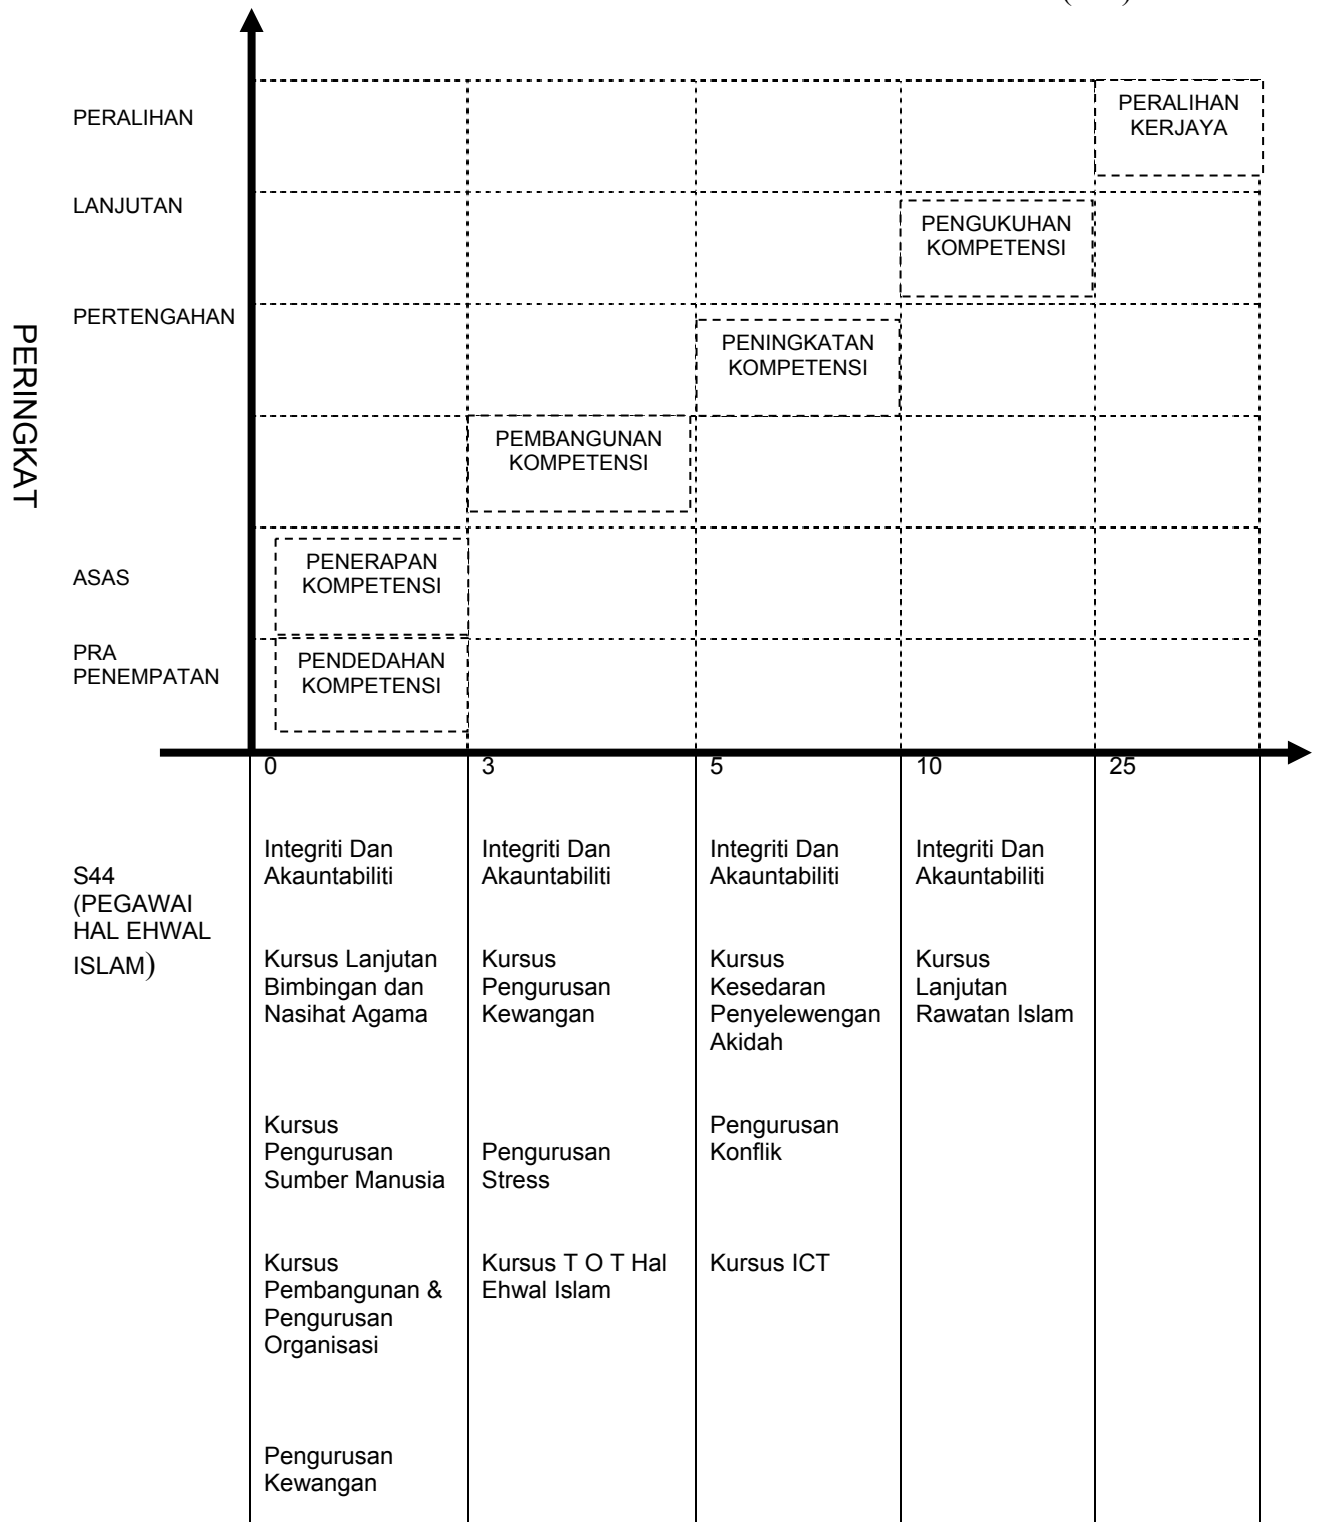 PERALIHAN
PERALIHAN
KERJAYA
LANJUTAN
PENGUKUHAN
KOMPETENSI
PERTENGAHAN
PENINGKATAN
KOMPETENSI
PERINGKAT
PEMBANGUNAN
KOMPETENSI
ASAS
PENERAPAN
KOMPETENSI
PRA
PENEMPATAN
PENDEDAHAN
KOMPETENSI
0 3 5 10 25
S44
(PEGAWAI
HAL EHWAL
ISLAM)
Integriti Dan
Akauntabiliti
Kursus Lanjutan
Bimbingan dan
Nasihat Agama
Kursus
Pengurusan
Sumber Manusia
Kursus
Pembangunan &
Pengurusan
Organisasi
Pengurusan
Kewangan
Integriti Dan
Akauntabiliti
Kursus
Pengurusan
Kewangan
Pengurusan
Stress
Kursus T O T Hal
Ehwal Islam
Integriti Dan
Akauntabiliti
Kursus
Kesedaran
Penyelewengan
Akidah
Pengurusan
Konflik
Kursus ICT
Integriti Dan
Akauntabiliti
Kursus
Lanjutan
Rawatan Islam